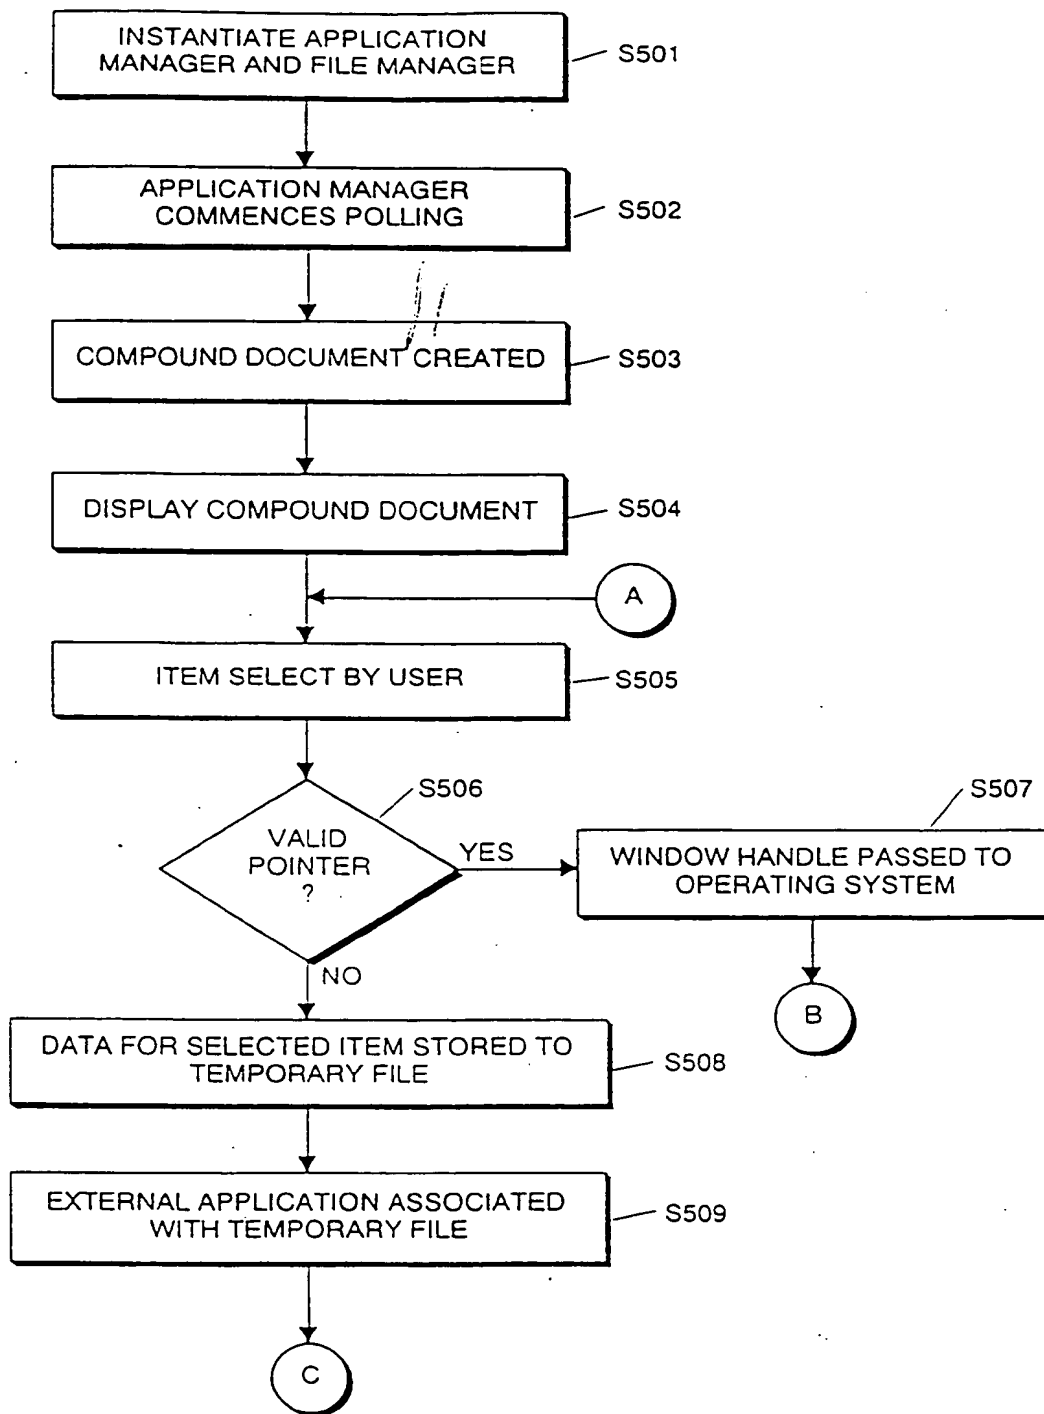 INSTANTIATE APPLICATION
MANAGER AND FILE MANAGER
S501
APPLICATION MANAGER
COMMENCES POLLING
S502
COMPOUND DOCUMENT CREATED
S503
DISPLAY COMPOUND DOCUMENT
S504
A
ITEM SELECT BY USER
S505
S506
VALID
POINTER
?
YES
S507
WINDOW HANDLE PASSED TO
OPERATING SYSTEM
NO
B
DATA FOR SELECTED ITEM STORED TO
TEMPORARY FILE
S508
EXTERNAL APPLICATION ASSOCIATED
WITH TEMPORARY FILE
S509
C